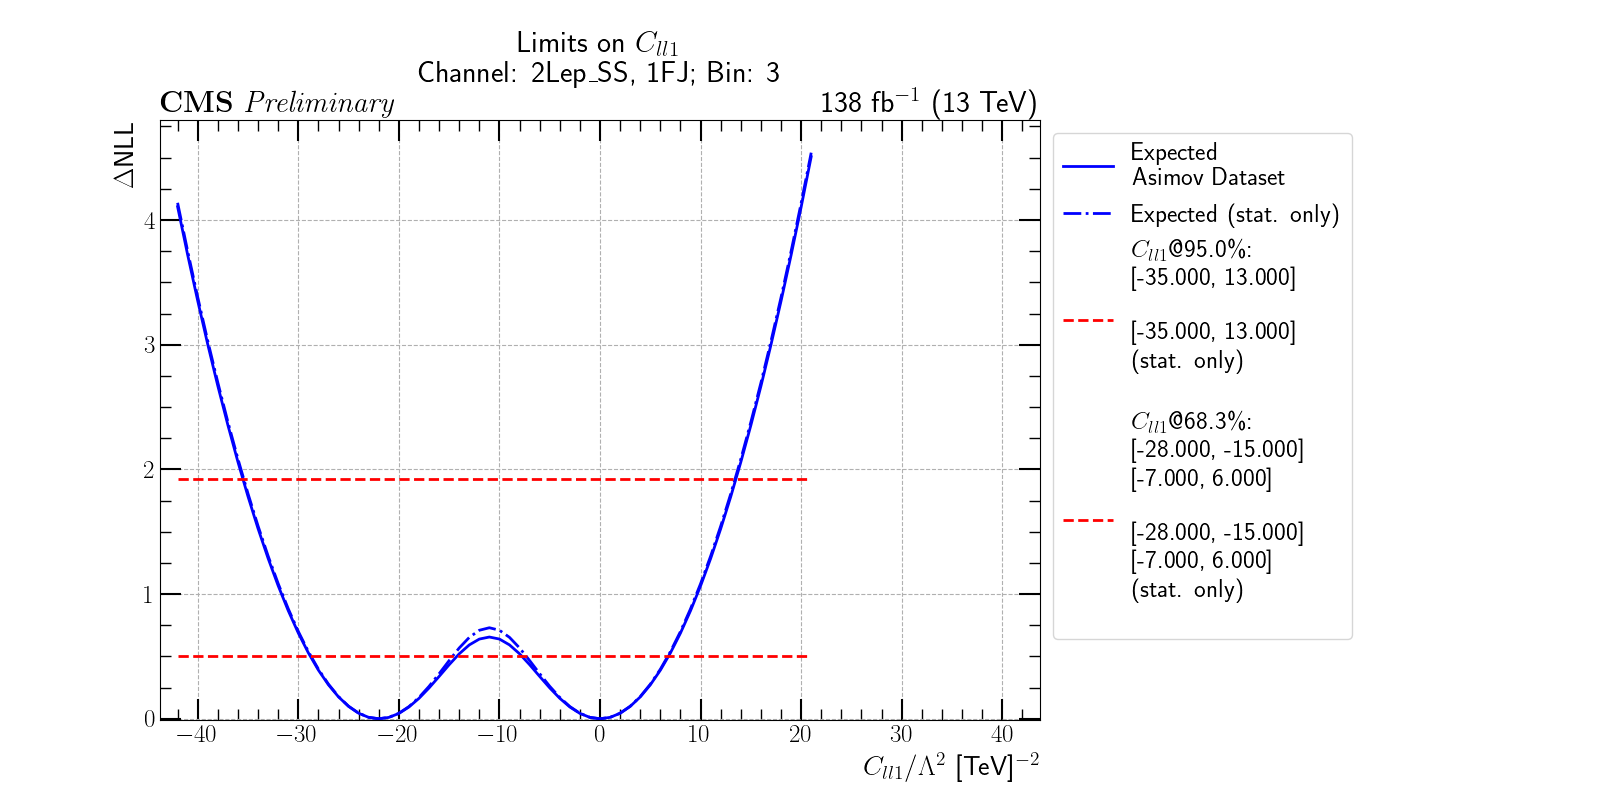 Limits on C_{ll1}
Channel: 2Lep_SS, 1FJ; Bin: 3
CMS Preliminary
138 fb^{-1} (13 TeV)
ΔNLL
4
3
2
1
0
−40
−30
−20
−10
0
10
20
30
40
C_{ll1}/Λ^2 [TeV]^{-2}
Expected
Asimov Dataset
Expected (stat. only)
C_{ll1}@95.0%:
[-35.000, 13.000]
[-35.000, 13.000]
(stat. only)
C_{ll1}@68.3%:
[-28.000, -15.000]
[-7.000, 6.000]
[-28.000, -15.000]
[-7.000, 6.000]
(stat. only)